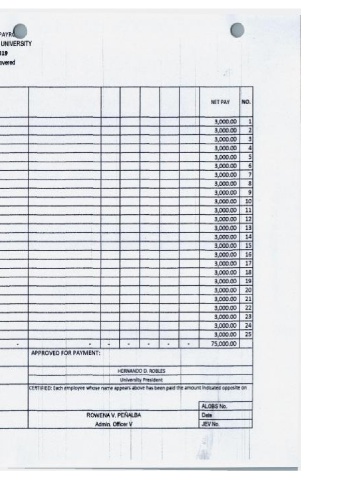 UNIVERSITY
NET PAY NO.
3,000.00 1
3,000.00 2
3,000.00 3
3,000.00 4
3,000.00 5
3,000.00 6
3,000.00 7
3,000.00 8
3,000.00 9
3,000.00 10
3,000.00 11
3,000.00 12
3,000.00 13
3,000.00 14
3,000.00 15
3,000.00 16
3,000.00 17
3,000.00 18
3,000.00 19
3,000.00 20
3,000.00 21
3,000.00 22
3,000.00 23
3,000.00 24
3,000.00 25
- - - - - - - 75,000.00
APPROVED FOR PAYMENT:
HERNANDO D. ROBLES
University President
CERTIFIED: Each employee whose name appears above has been paid the amount indicated opposite on
ALOBS No.
ROWENA V. PEÑALBA Date
Admin. Officer V JEV No.